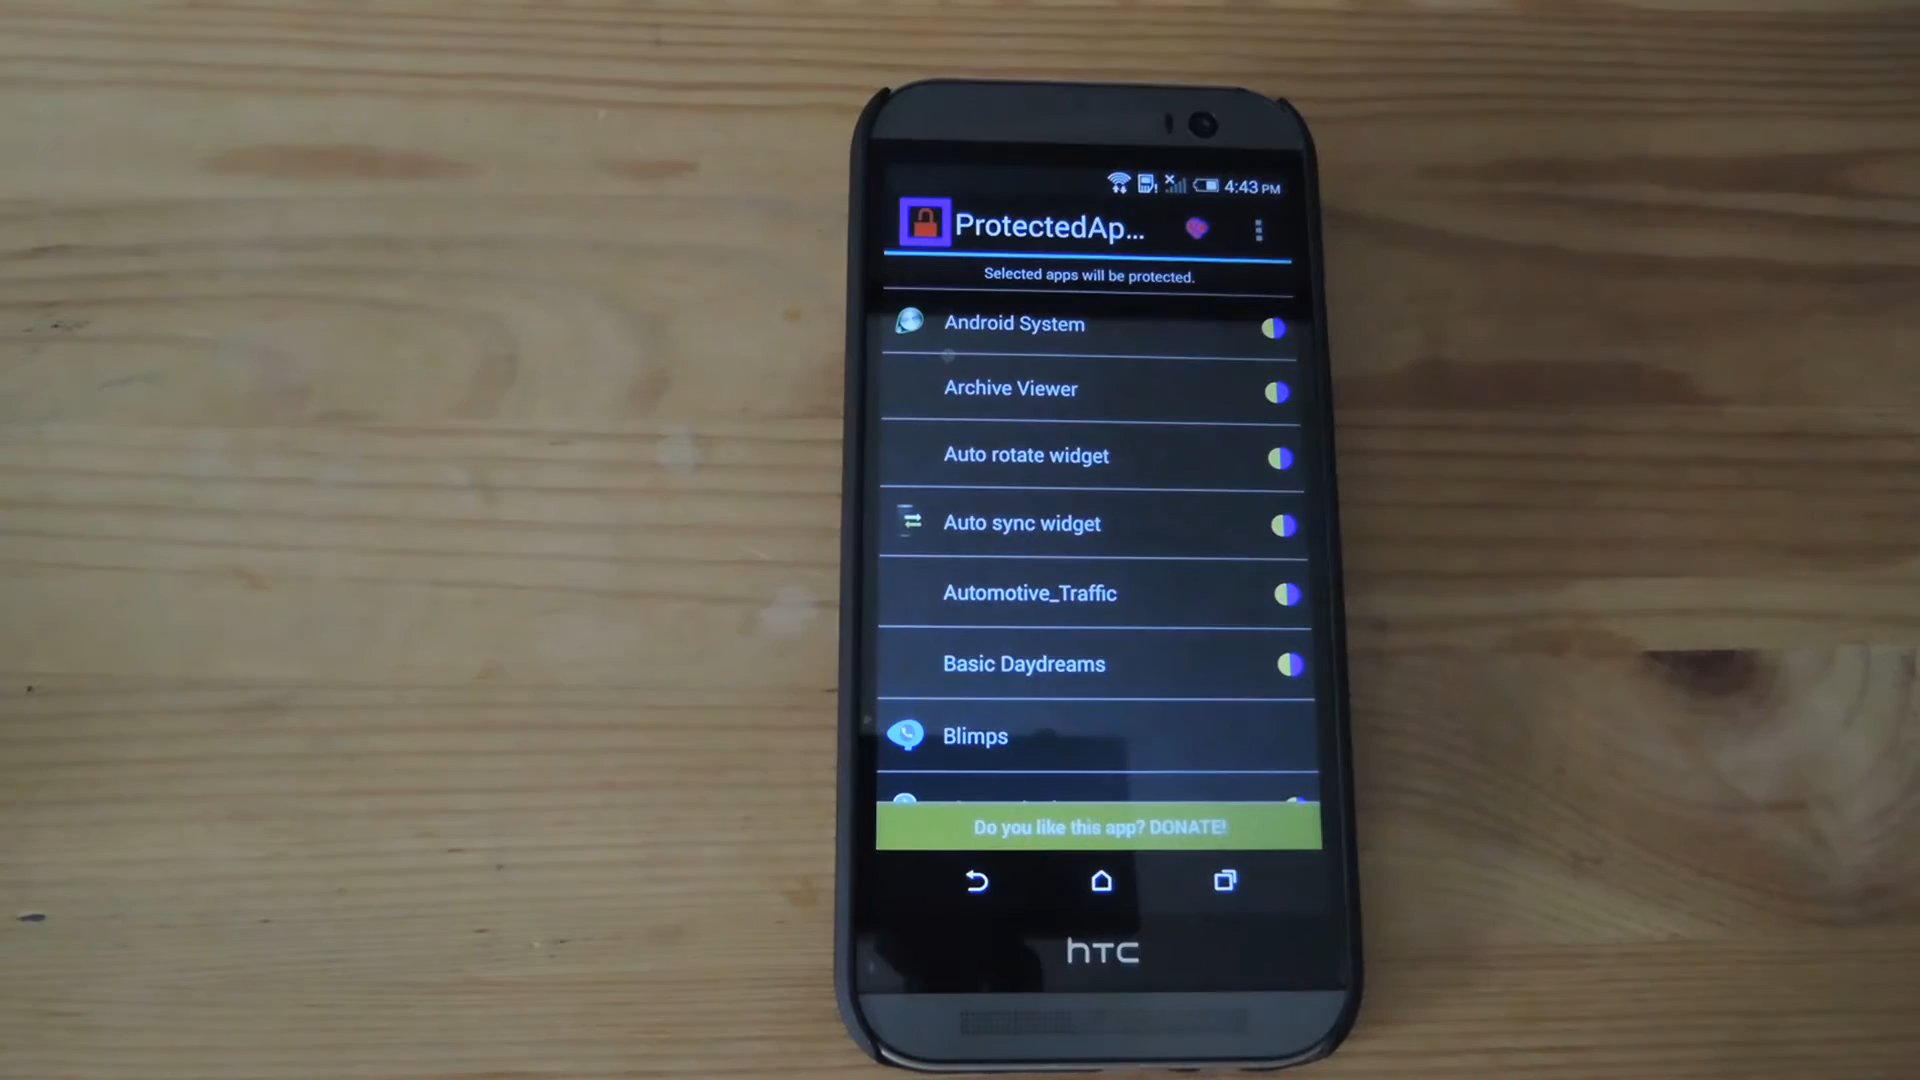 4:43 PM
ProtectedAp...
Selected apps will be protected.
Android System
Archive Viewer
Auto rotate widget
Auto sync widget
Automotive_Traffic
Basic Daydreams
Blimps
Do you like this app? DONATE!
hTC